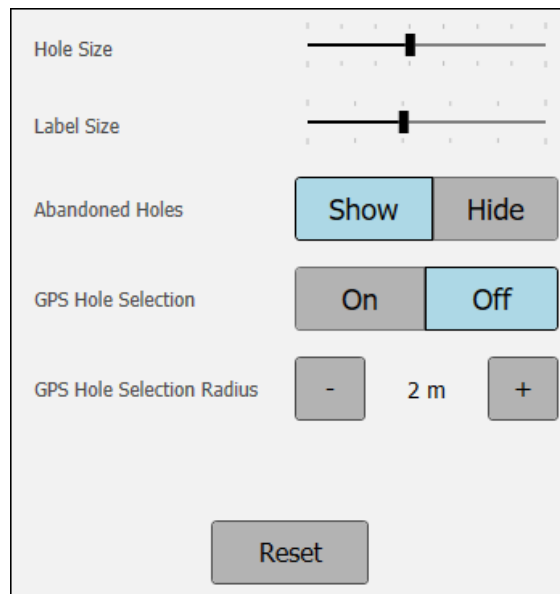 Hole Size
Label Size
Abandoned Holes Show Hide
GPS Hole Selection On Off
GPS Hole Selection Radius - 2 m +
Reset